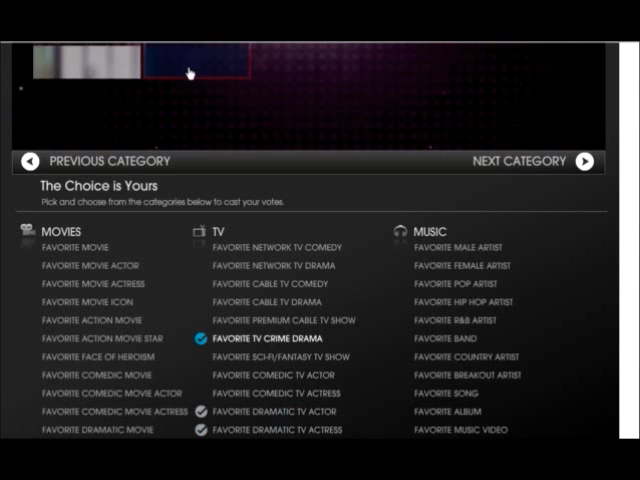 PREVIOUS CATEGORY
NEXT CATEGORY
The Choice is Yours
Pick and choose from the categories below to cast your votes.
MOVIES
FAVORITE MOVIE
FAVORITE MOVIE ACTOR
FAVORITE MOVIE ACTRESS
FAVORITE MOVIE ICON
FAVORITE ACTION MOVIE
FAVORITE ACTION MOVIE STAR
FAVORITE FACE OF HEROISM
FAVORITE COMEDIC MOVIE
FAVORITE COMEDIC MOVIE ACTOR
FAVORITE COMEDIC MOVIE ACTRESS
FAVORITE DRAMATIC MOVIE
TV
FAVORITE NETWORK TV COMEDY
FAVORITE NETWORK TV DRAMA
FAVORITE CABLE TV COMEDY
FAVORITE CABLE TV DRAMA
FAVORITE PREMIUM CABLE TV SHOW
FAVORITE TV CRIME DRAMA
FAVORITE SCI-FI/FANTASY TV SHOW
FAVORITE COMEDIC TV ACTOR
FAVORITE COMEDIC TV ACTRESS
FAVORITE DRAMATIC TV ACTOR
FAVORITE DRAMATIC TV ACTRESS
MUSIC
FAVORITE MALE ARTIST
FAVORITE FEMALE ARTIST
FAVORITE POP ARTIST
FAVORITE HIP HOP ARTIST
FAVORITE R&B ARTIST
FAVORITE BAND
FAVORITE COUNTRY ARTIST
FAVORITE BREAKOUT ARTIST
FAVORITE SONG
FAVORITE ALBUM
FAVORITE MUSIC VIDEO